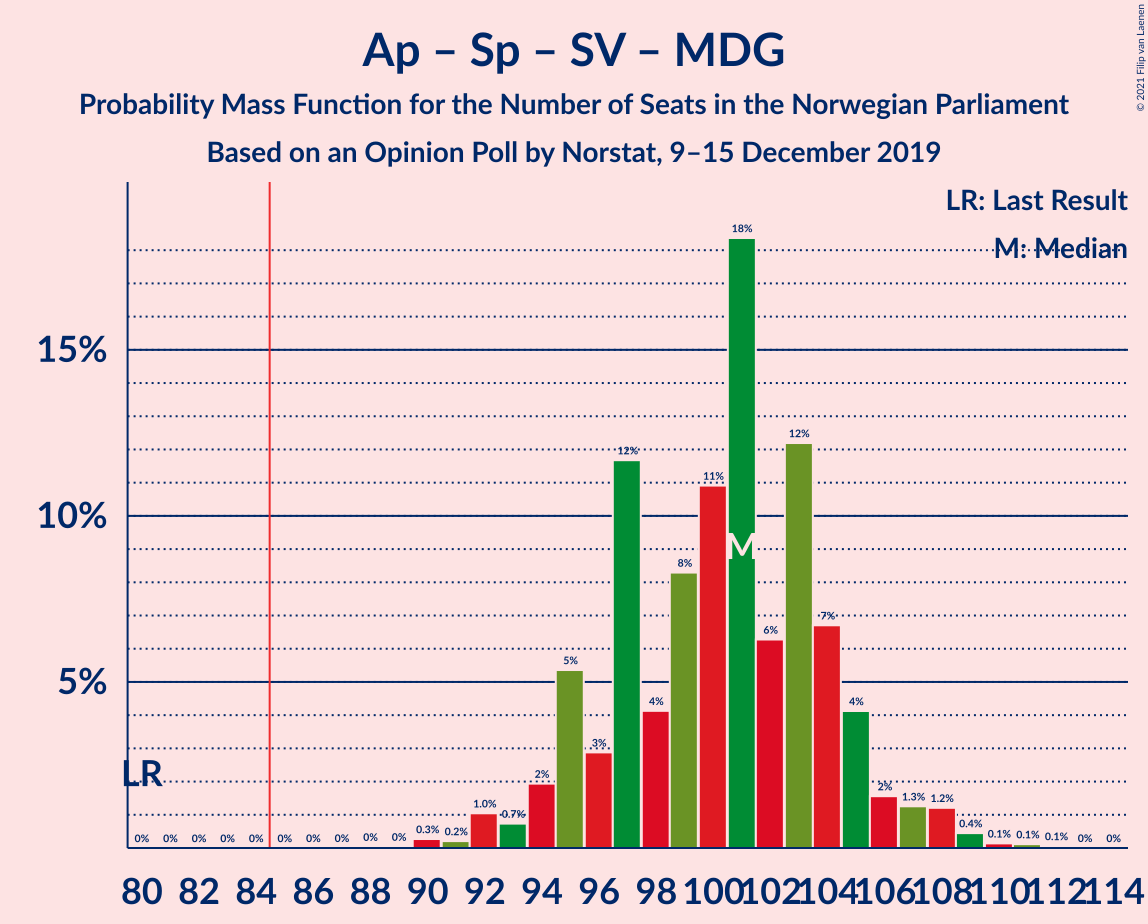 Ap – Sp – SV – MDG
Probability Mass Function for the Number of Seats in the Norwegian Parliament
Based on an Opinion Poll by Norstat, 9–15 December 2019
© 2021 Filip van Laenen
LR: Last Result
M: Median
15%
10%
5%
LR
M
0% 0% 0% 0% 0% 0% 0% 0% 0% 0% 0.3% 0.2% 1.0% 0.7% 2% 5% 3% 12% 4% 8% 11% 18% 6% 12% 7% 4% 2% 1.3% 1.2% 0.4% 0.1% 0.1% 0.1% 0% 0%
80 82 84 86 88 90 92 94 96 98 100 102 104 106 108 110 112 114